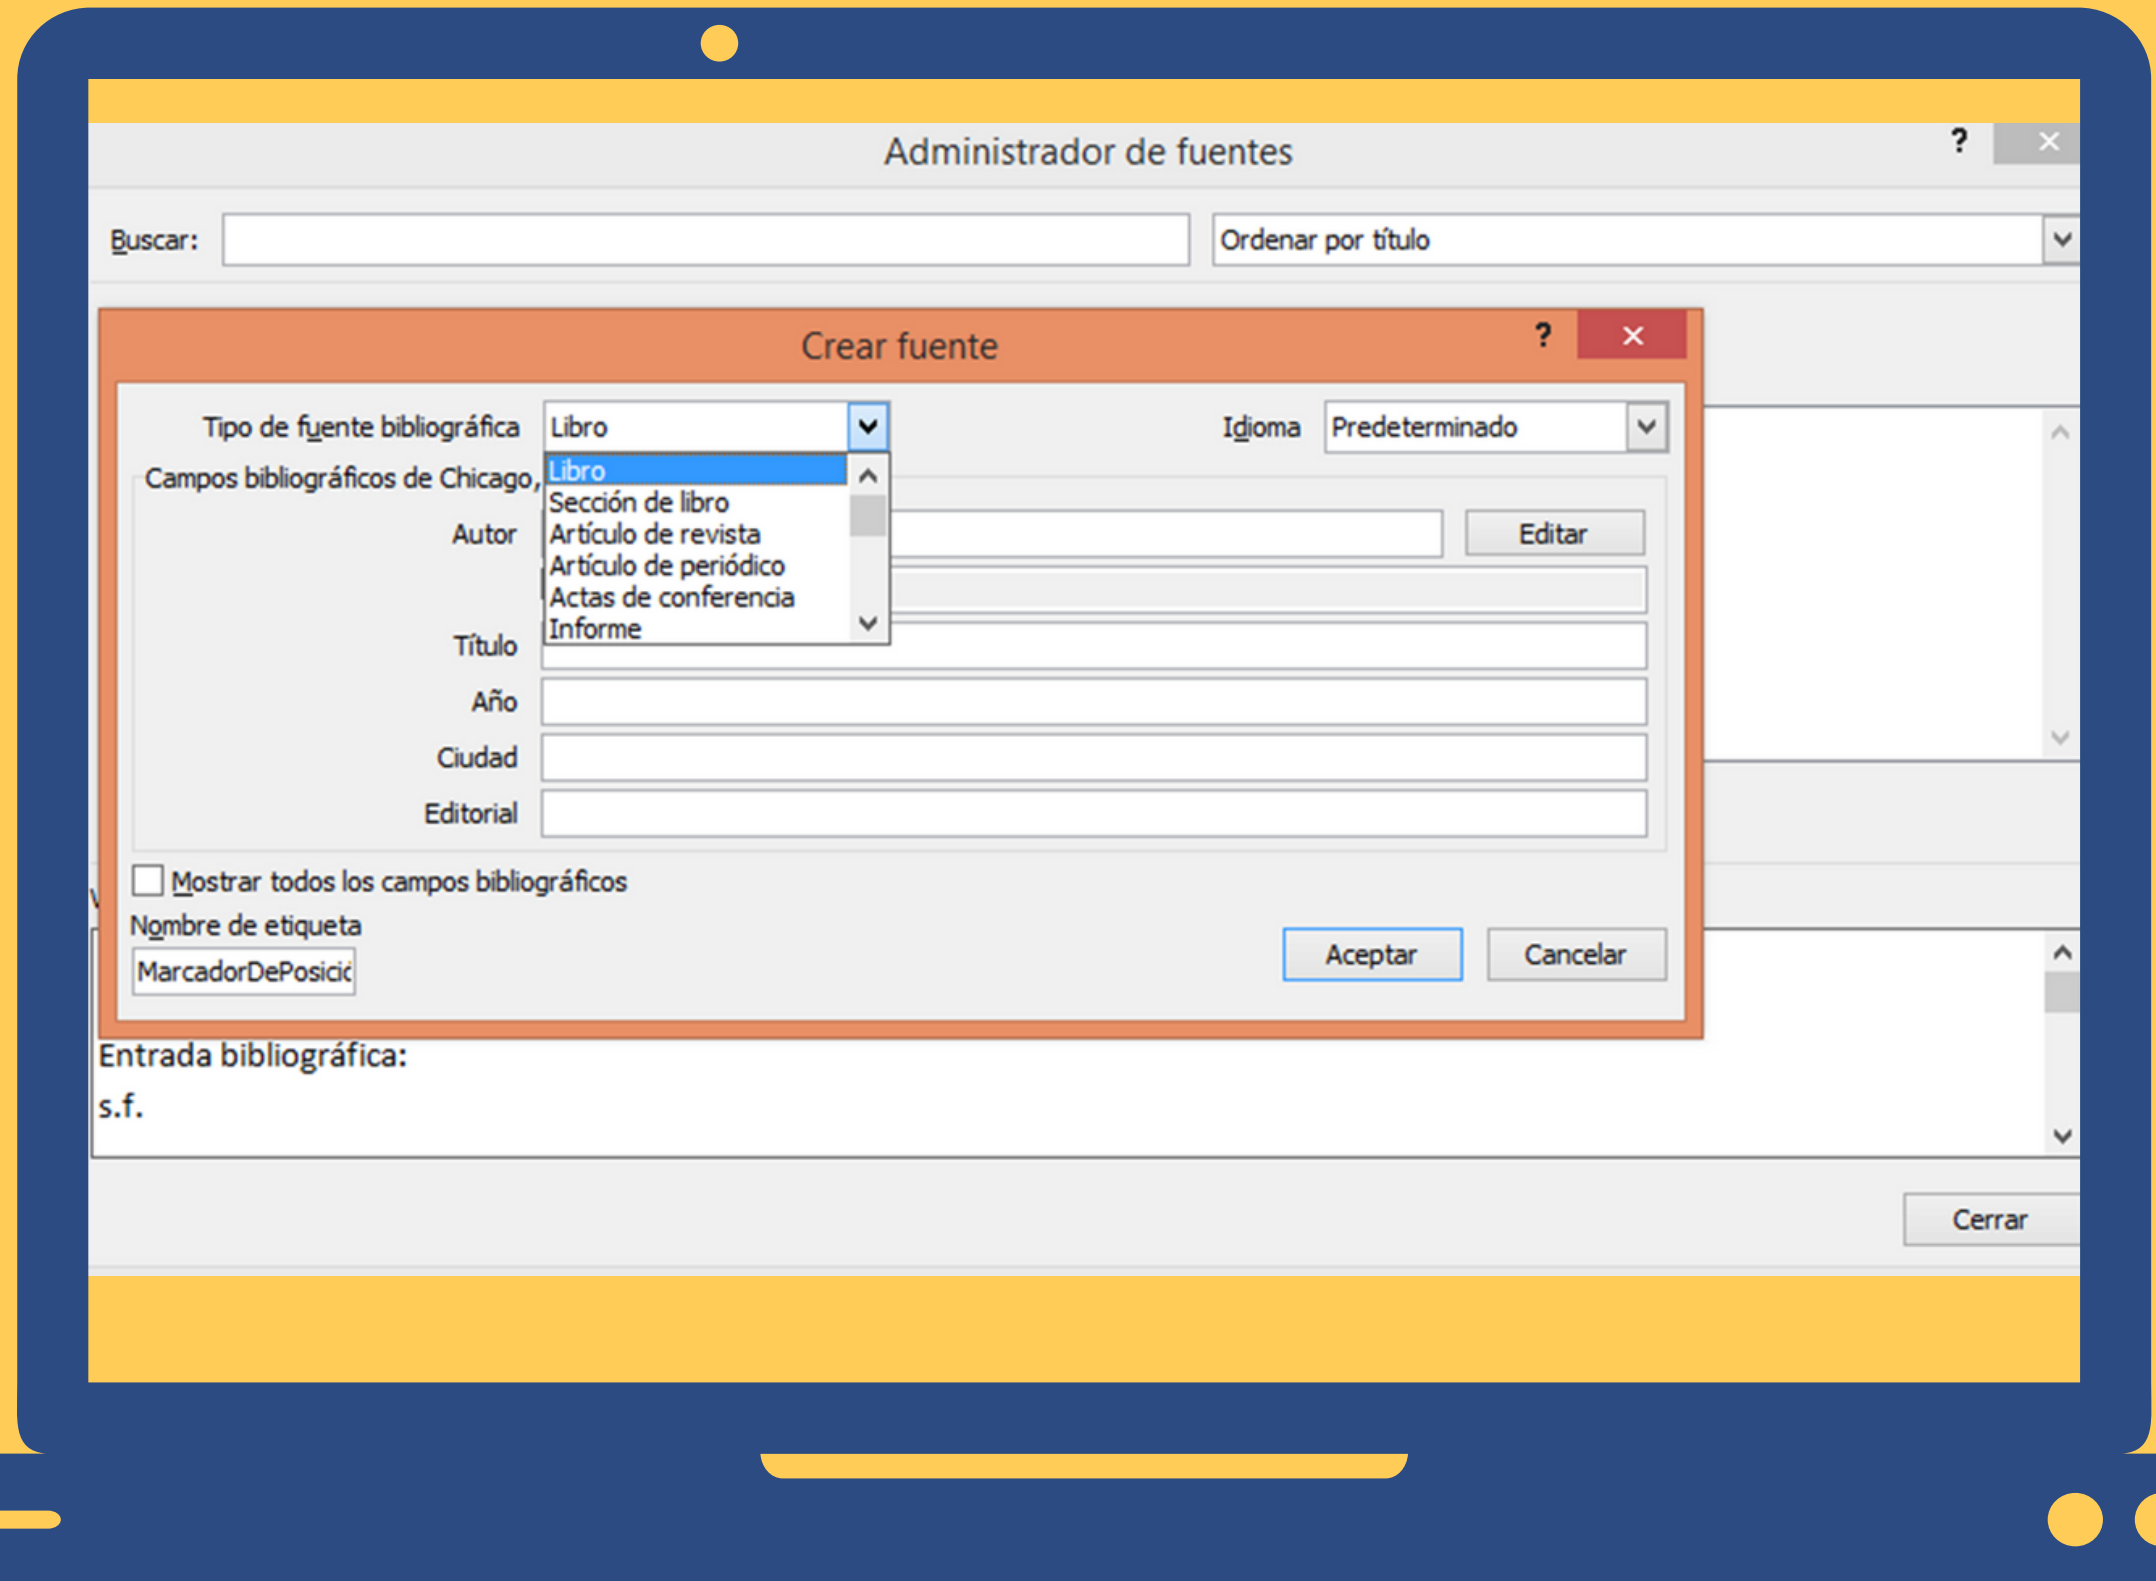 Administrador de fuentes
?
Buscar:
Ordenar por título
Crear fuente
?
Tipo de fuente bibliográfica
Libro
Idioma
Predeterminado
Libro
Campos bibliográficos de Chicago,
Sección de libro
Autor
Artículo de revista
Editar
Artículo de periódico
Actas de conferencia
Informe
Título
Año
Ciudad
Editorial
Mostrar todos los campos bibliográficos
Nombre de etiqueta
MarcadorDePosició
Aceptar
Cancelar
Entrada bibliográfica:
s.f.
Cerrar